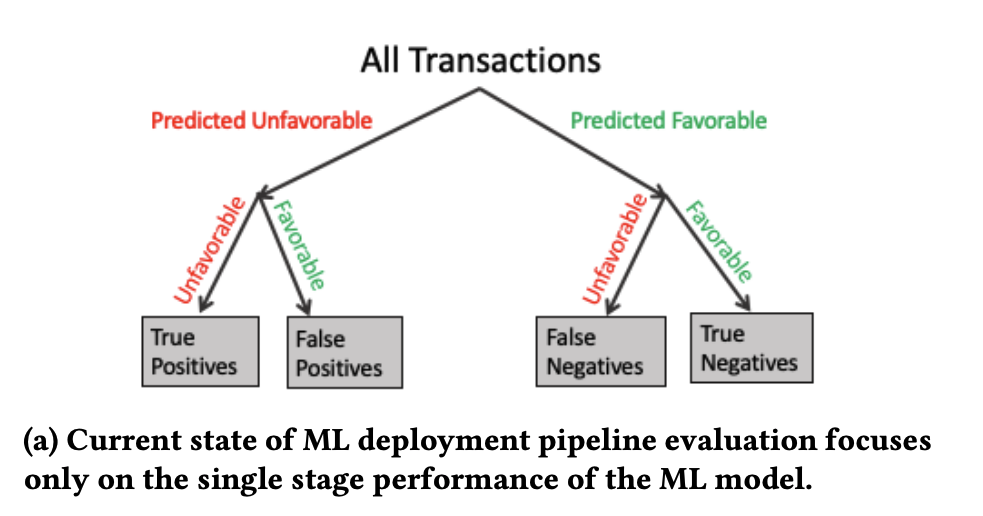 All Transactions
Predicted Unfavorable
Predicted Favorable
Unfavorable
Favorable
Unfavorable
Favorable
True
Positives
False
Positives
False
Negatives
True
Negatives
(a) Current state of ML deployment pipeline evaluation focuses
only on the single stage performance of the ML model.